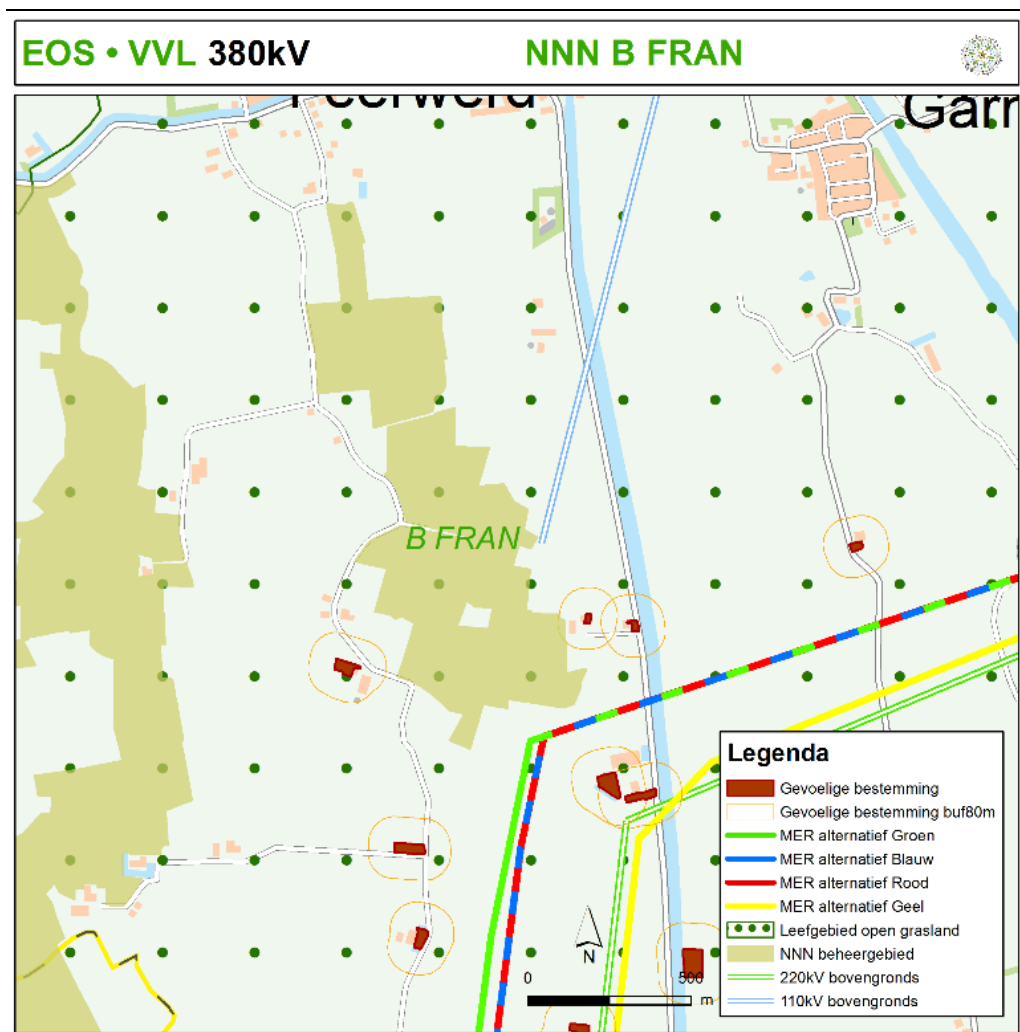 EOS • VVL 380kV
NNN B FRAN
Garr
B FRAN
Legenda
Gevoelige bestemming
Gevoelige bestemming buf80m
MER alternatief Groen
MER alternatief Blauw
MER alternatief Rood
MER alternatief Geel
Leefgebied open grasland
NNN beheergebied
220kV bovengronds
110kV bovengronds
N
0
500
m